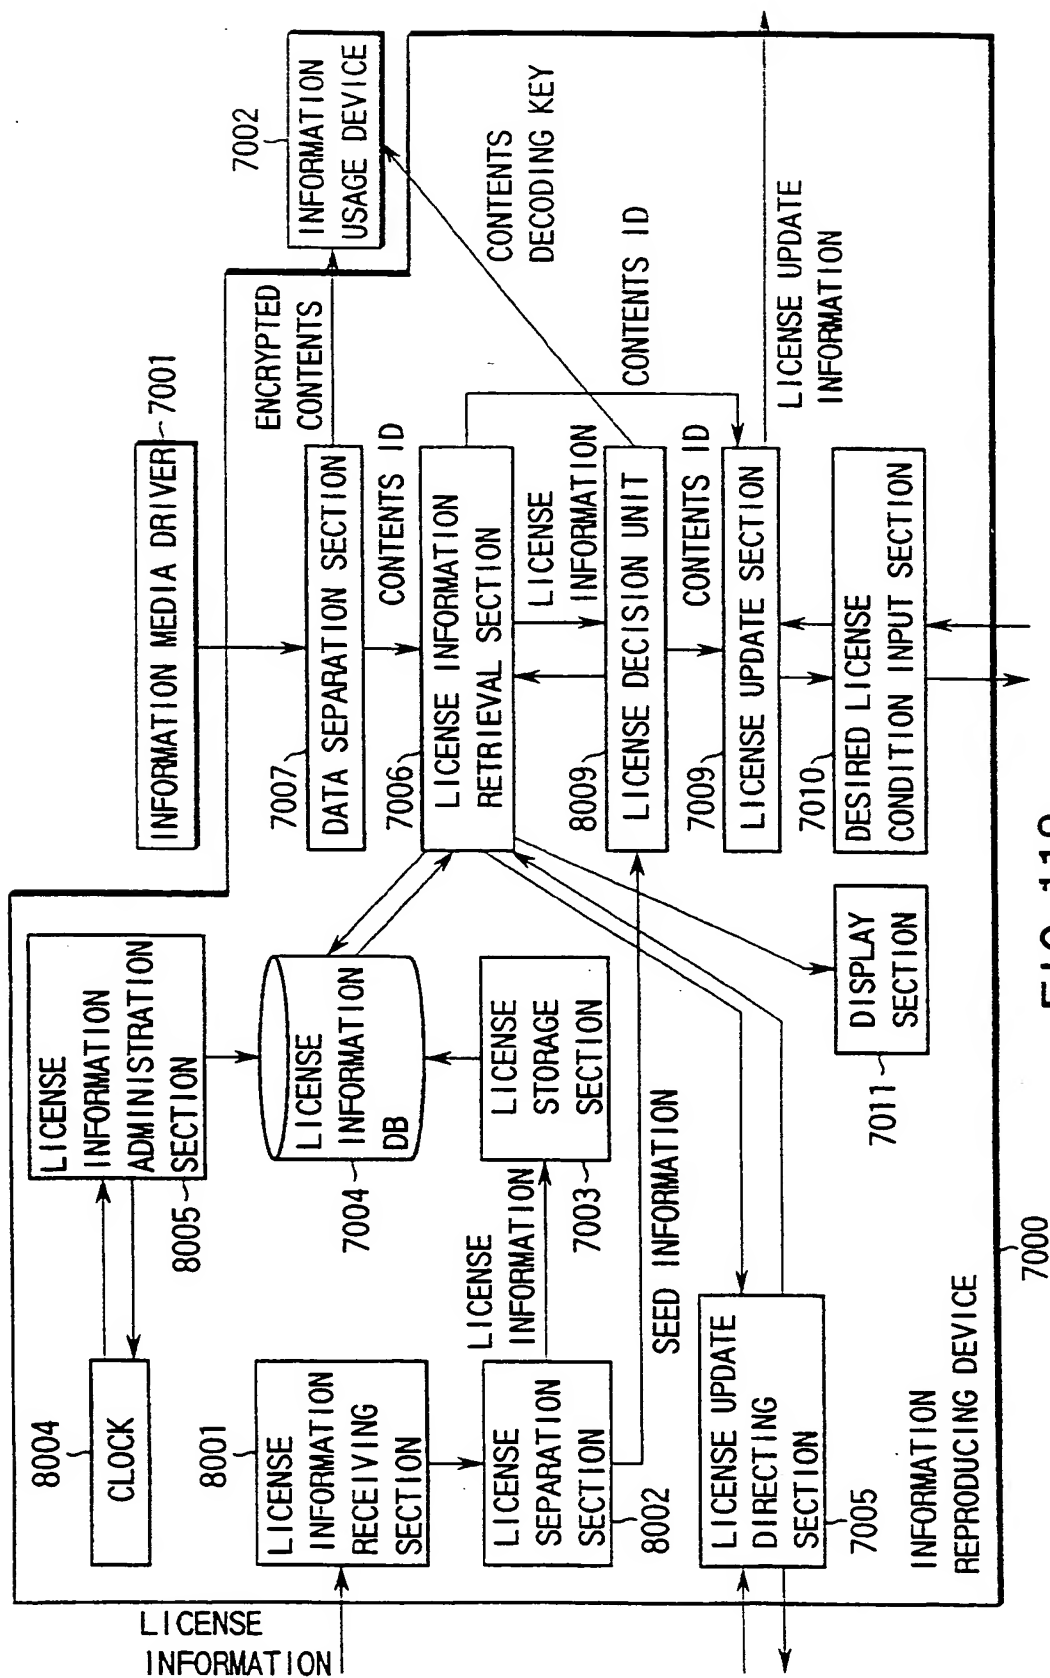 LICENSE
INFORMATION
8004
CLOCK
LICENSE
INFORMATION
ADMINISTRATION
SECTION
8005
INFORMATION MEDIA DRIVER
7001
7002
INFORMATION
USAGE DEVICE
8001
LICENSE
INFORMATION
RECEIVING
SECTION
LICENSE
INFORMATION
DB
7004
7007
DATA SEPARATION SECTION
ENCRYPTED
CONTENTS
CONTENTS ID
7006
LICENSE INFORMATION
RETRIEVAL SECTION
LICENSE
SEPARATION
SECTION
8002
LICENSE
INFORMATION
LICENSE
STORAGE
SECTION
7003
SEED INFORMATION
LICENSE
INFORMATION
8009
LICENSE DECISION UNIT
CONTENTS
DECODING KEY
CONTENTS ID
CONTENTS ID
7009
LICENSE UPDATE SECTION
LICENSE UPDATE
INFORMATION
LICENSE UPDATE
DIRECTING
SECTION
7005
7010
DESIRED LICENSE
CONDITION INPUT SECTION
DISPLAY
SECTION
7011
INFORMATION
REPRODUCING DEVICE
7000